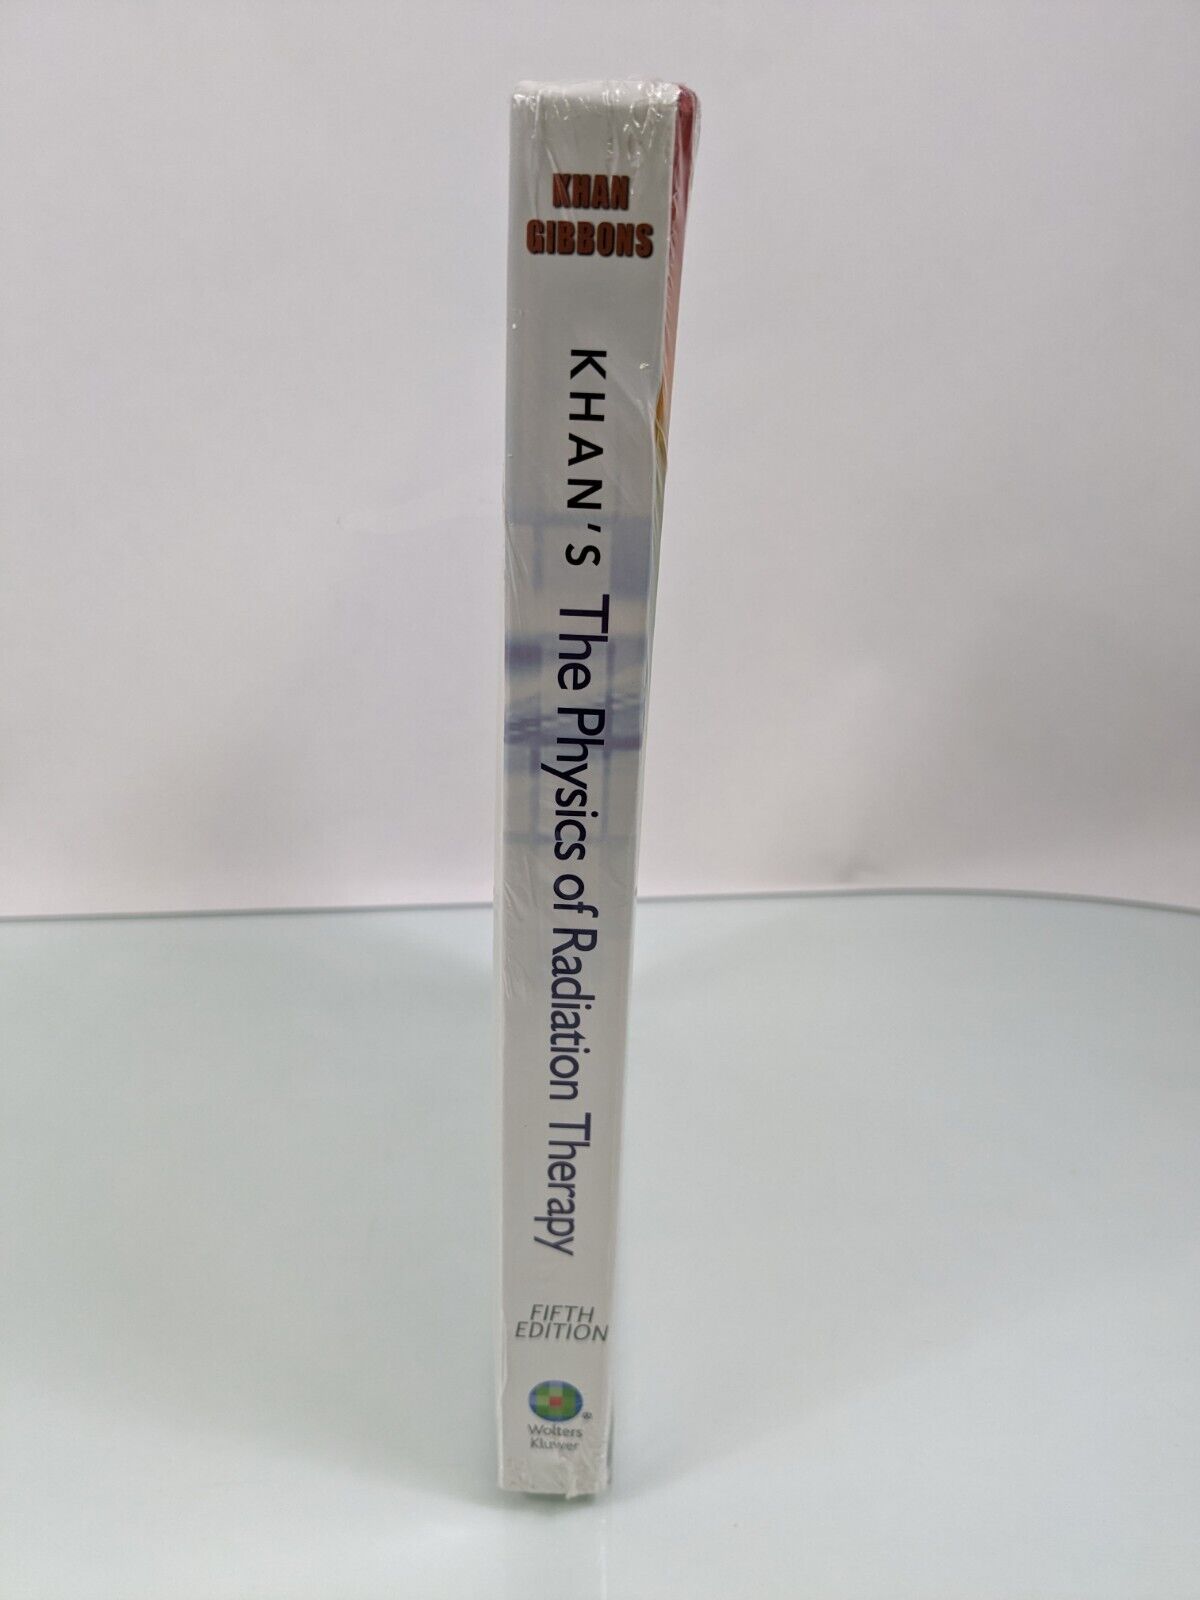 KHAN
GIBBONS
KHAN'S The Physics of Radiation Therapy
FIFTH
EDITION
®
Wolters
Kluwer